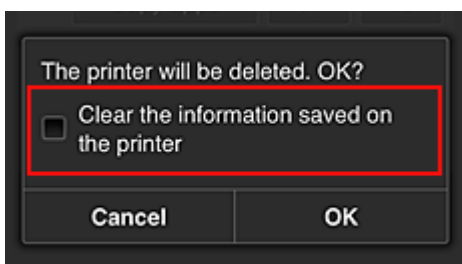 The printer will be deleted. OK?
Clear the information saved on
the printer
Cancel
OK